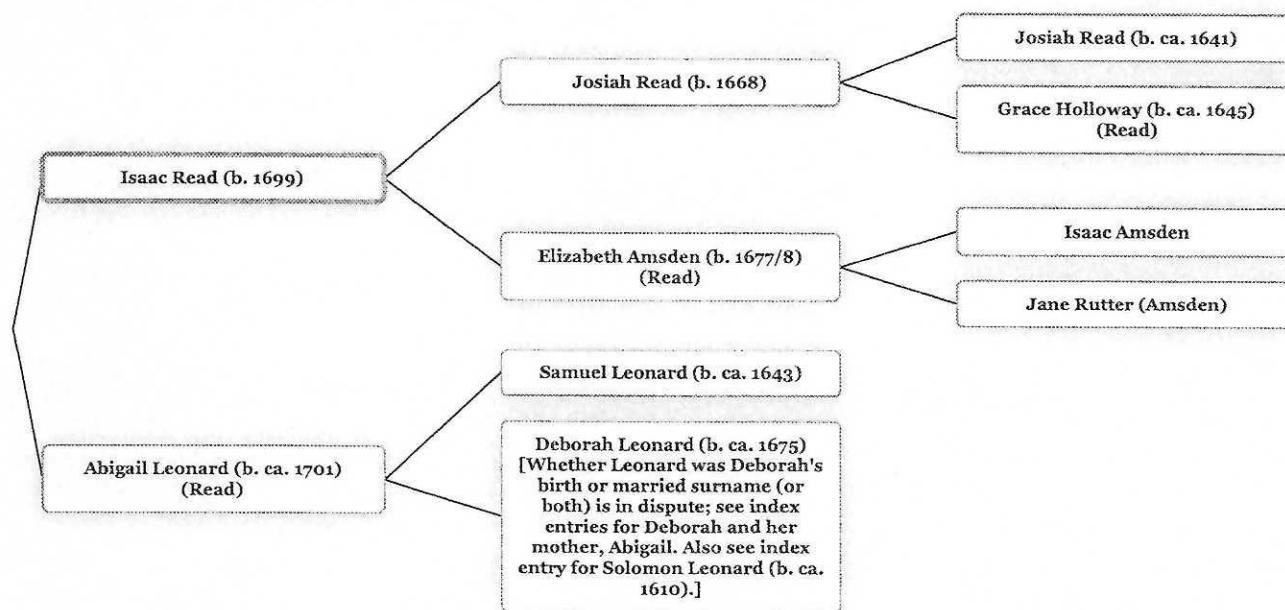 Josiah Read (b. ca. 1641)
Josiah Read (b. 1668)
Grace Holloway (b. ca. 1645)
(Read)
Isaac Read (b. 1699)
Isaac Amsden
Elizabeth Amsden (b. 1677/8)
(Read)
Jane Rutter (Amsden)
Samuel Leonard (b. ca. 1643)
Abigail Leonard (b. ca. 1701)
(Read)
Deborah Leonard (b. ca. 1675)
[Whether Leonard was Deborah's
birth or married surname (or
both) is in dispute; see index
entries for Deborah and her
mother, Abigail. Also see index
entry for Solomon Leonard (b. ca.
1610).]